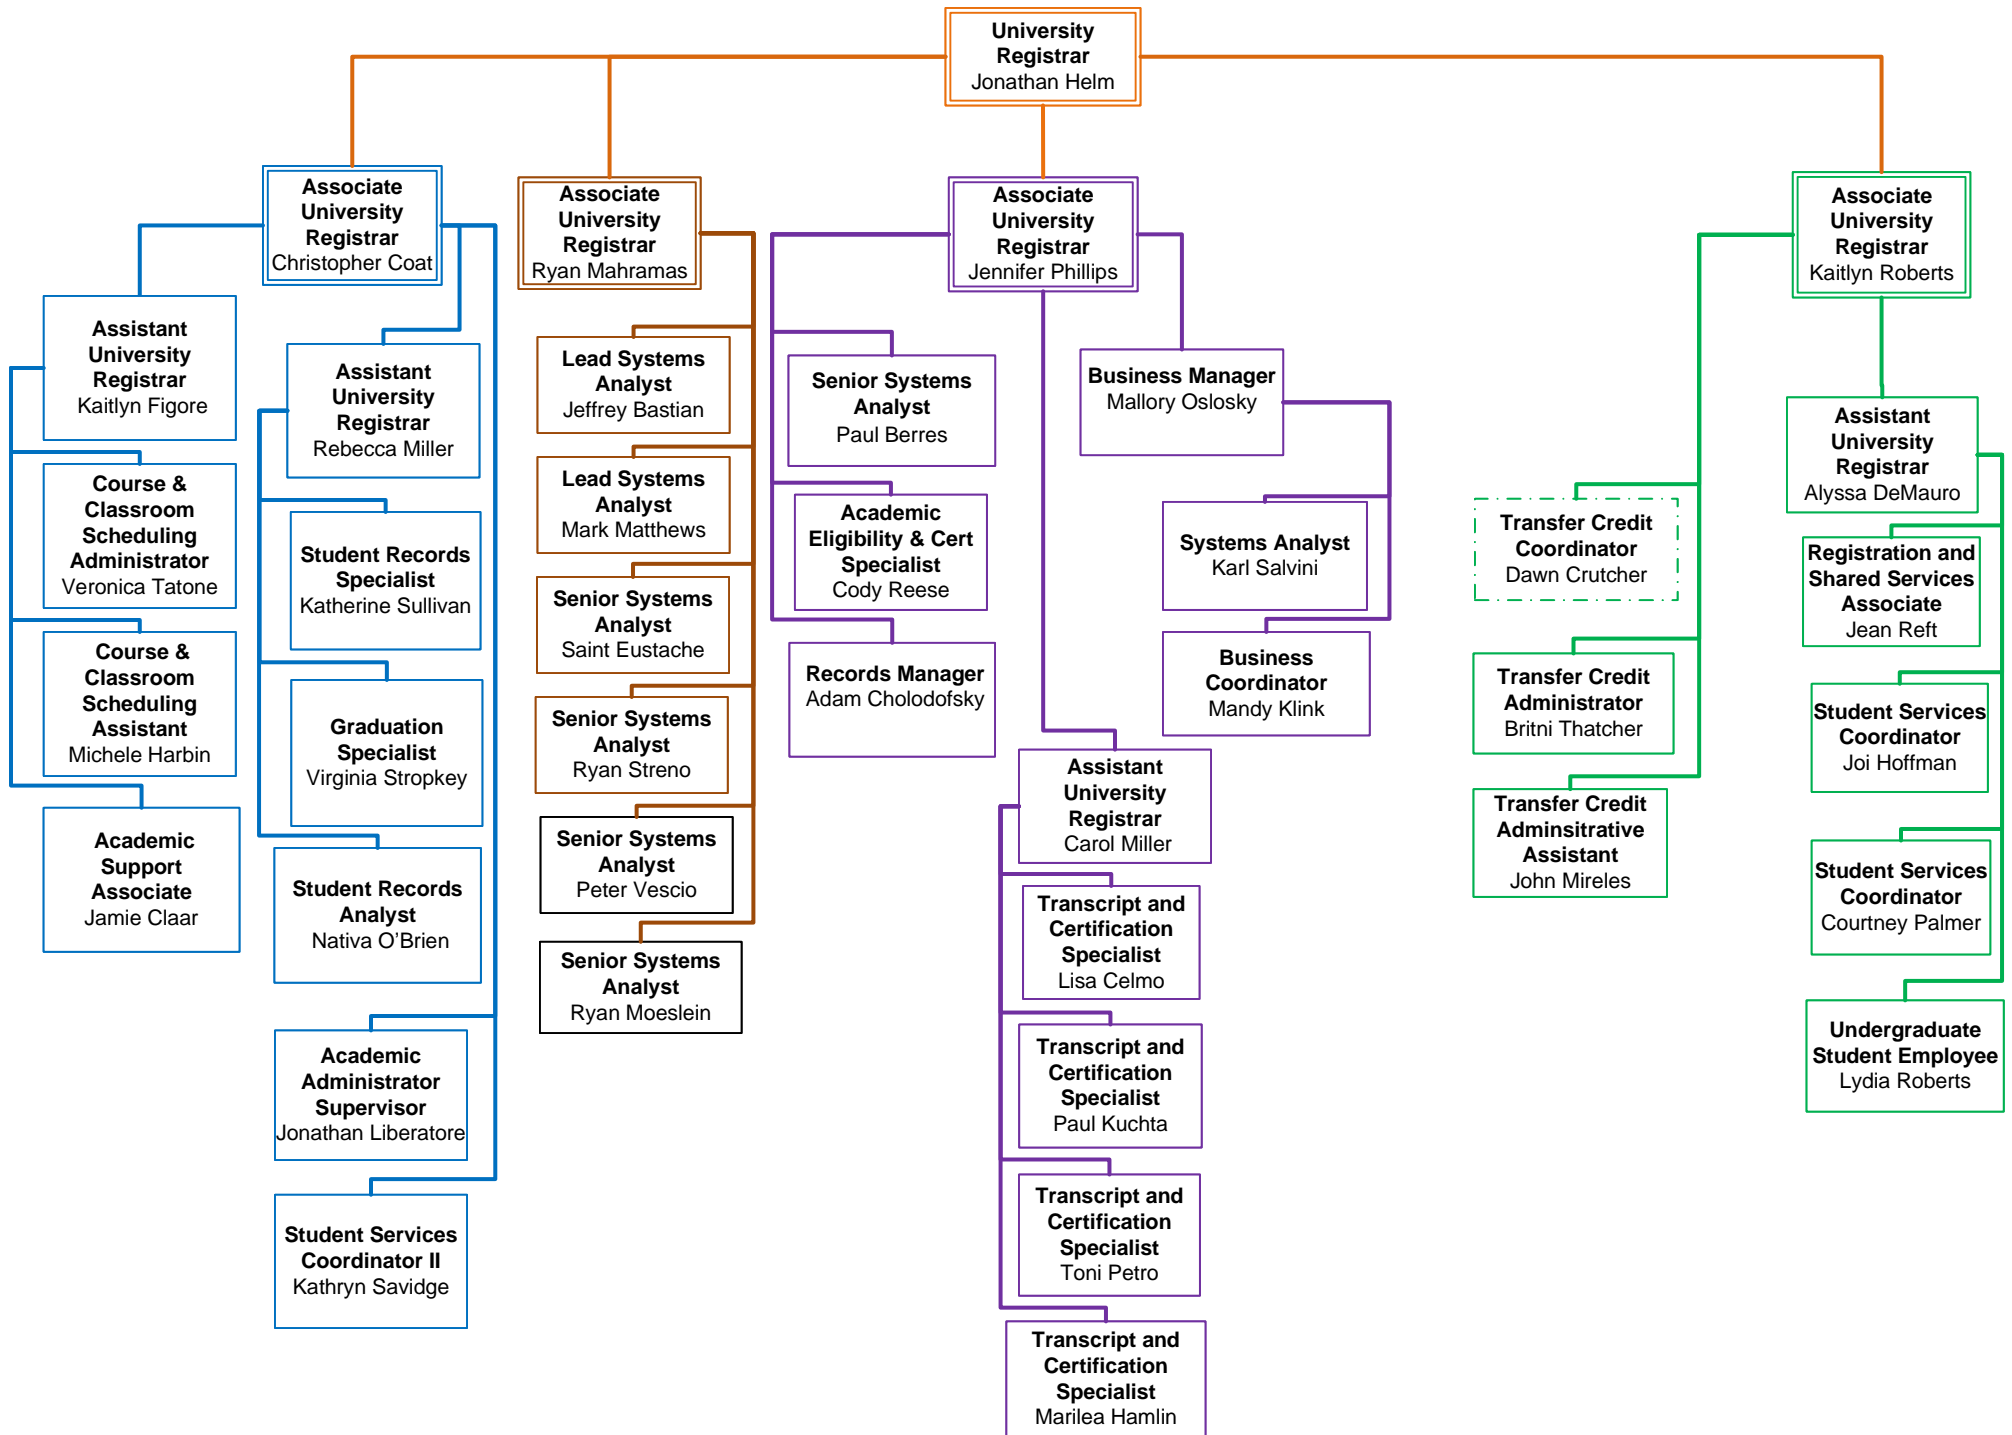 University
Registrar
Jonathan Helm
Associate
University
Registrar
Christopher Coat
Associate
University
Registrar
Ryan Mahramas
Associate
University
Registrar
Jennifer Phillips
Associate
University
Registrar
Kaitlyn Roberts
Assistant
University
Registrar
Kaitlyn Figore
Course &
Classroom
Scheduling
Administrator
Veronica Tatone
Course &
Classroom
Scheduling
Assistant
Michele Harbin
Academic
Support
Associate
Jamie Claar
Assistant
University
Registrar
Rebecca Miller
Student Records
Specialist
Katherine Sullivan
Graduation
Specialist
Virginia Stropkey
Student Records
Analyst
Nativa O’Brien
Academic
Administrator
Supervisor
Jonathan Liberatore
Student Services
Coordinator II
Kathryn Savidge
Lead Systems
Analyst
Jeffrey Bastian
Lead Systems
Analyst
Mark Matthews
Senior Systems
Analyst
Saint Eustache
Senior Systems
Analyst
Ryan Streno
Senior Systems
Analyst
Peter Vescio
Senior Systems
Analyst
Ryan Moeslein
Senior Systems
Analyst
Paul Berres
Academic
Eligibility & Cert
Specialist
Cody Reese
Records Manager
Adam Cholodofsky
Assistant
University
Registrar
Carol Miller
Transcript and
Certification
Specialist
Lisa Celmo
Transcript and
Certification
Specialist
Paul Kuchta
Transcript and
Certification
Specialist
Toni Petro
Transcript and
Certification
Specialist
Marilea Hamlin
Business Manager
Mallory Oslosky
Systems Analyst
Karl Salvini
Business
Coordinator
Mandy Klink
Transfer Credit
Coordinator
Dawn Crutcher
Transfer Credit
Administrator
Britni Thatcher
Transfer Credit
Adminsitrative
Assistant
John Mireles
Assistant
University
Registrar
Alyssa DeMauro
Registration and
Shared Services
Associate
Jean Reft
Student Services
Coordinator
Joi Hoffman
Student Services
Coordinator
Courtney Palmer
Undergraduate
Student Employee
Lydia Roberts